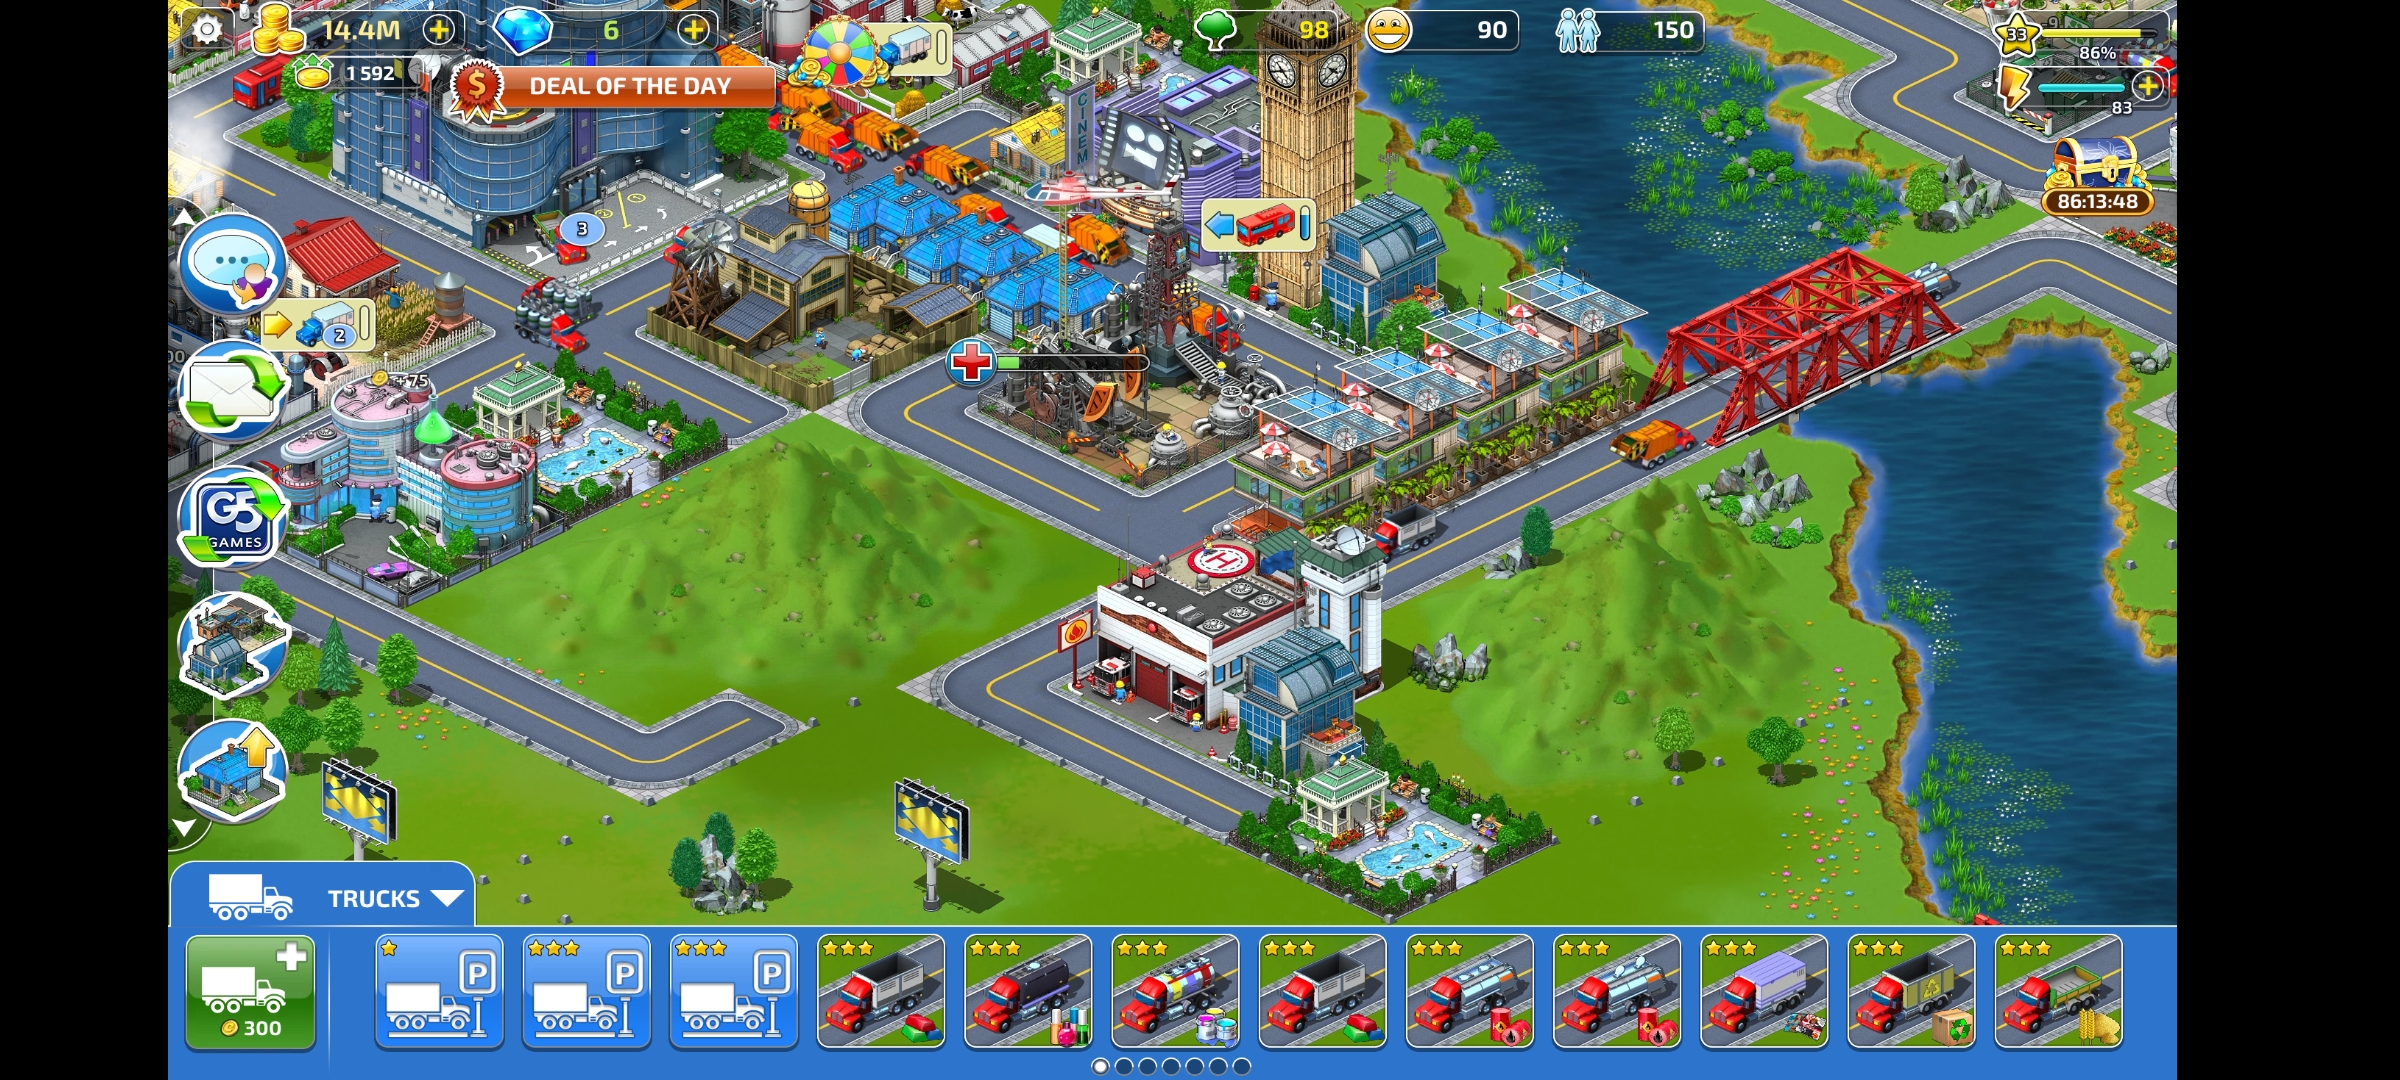 14.4M
6
98
90
150
33
86%
1 592
DEAL OF THE DAY
83
86:13:48
CINEM
3
2
+75
G5
GAMES
H
TRUCKS
300
P
P
P